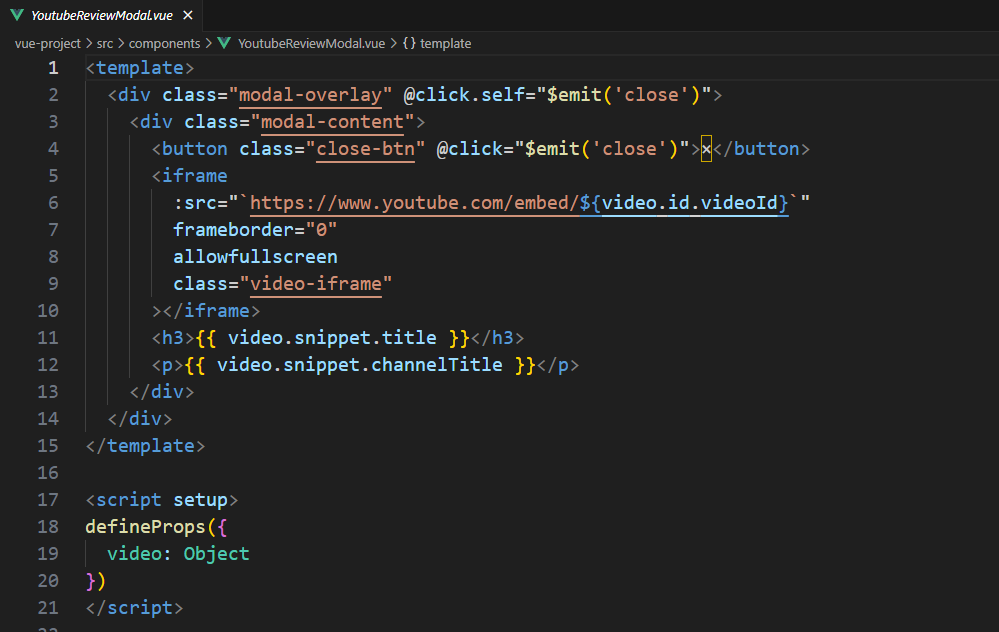 YoutubeReviewModal.vue ×
vue-project > src > components > YoutubeReviewModal.vue > {} template
1 <template>
2   <div class="modal-overlay" @click.self="$emit('close')">
3     <div class="modal-content">
4       <button class="close-btn" @click="$emit('close')">×</button>
5       <iframe
6         :src="`https://www.youtube.com/embed/${video.id.videoId}`"
7         frameborder="0"
8         allowfullscreen
9         class="video-iframe"
10       ></iframe>
11       <h3>{{ video.snippet.title }}</h3>
12       <p>{{ video.snippet.channelTitle }}</p>
13     </div>
14   </div>
15 </template>
16
17 <script setup>
18 defineProps({
19   video: Object
20 })
21 </script>